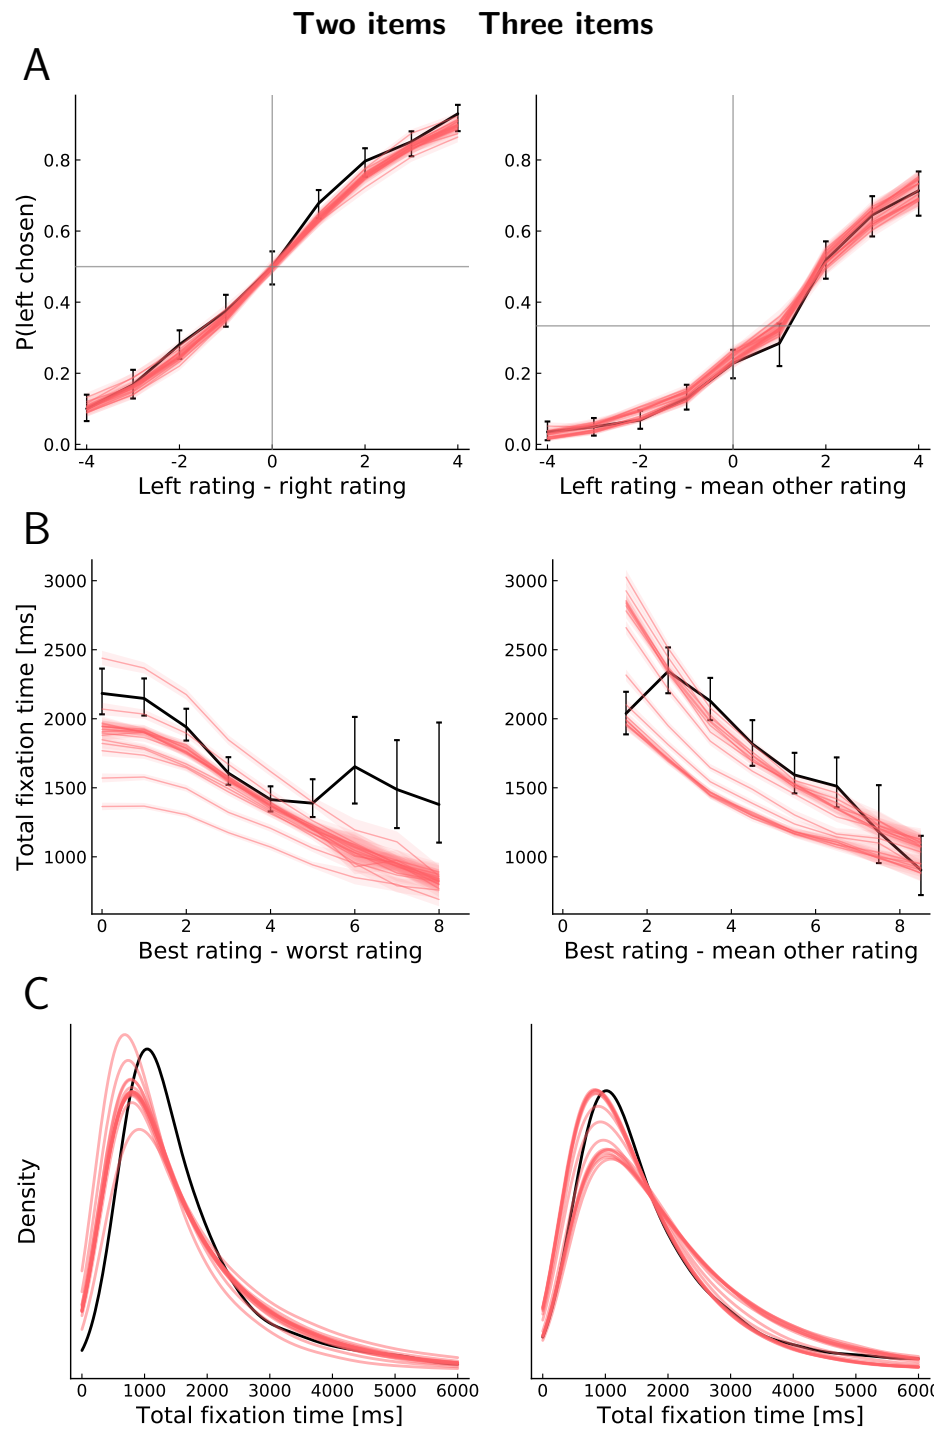 Two items Three items
A
P(left chosen)
0.8
0.6
0.4
0.2
0.0
-4 -2 0 2 4
Left rating - right rating
0.8
0.6
0.4
0.2
0.0
-4 -2 0 2 4
Left rating - mean other rating
B
Total fixation time [ms]
3000
2500
2000
1500
1000
0 2 4 6 8
Best rating - worst rating
3000
2500
2000
1500
1000
0 2 4 6 8
Best rating - mean other rating
C
Density
0 1000 2000 3000 4000 5000 6000
Total fixation time [ms]
0 1000 2000 3000 4000 5000 6000
Total fixation time [ms]